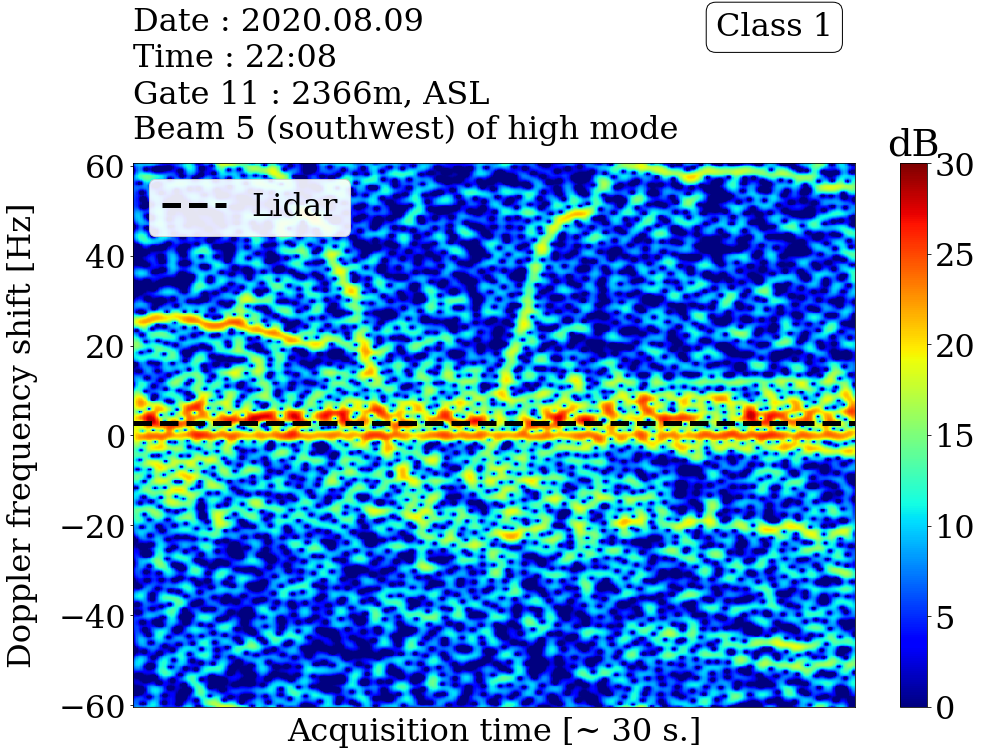 Date : 2020.08.09
Time : 22:08
Gate 11 : 2366m, ASL
Beam 5 (southwest) of high mode
Class 1
dB
Lidar
Doppler frequency shift [Hz]
60
40
20
0
−20
−40
−60
Acquisition time [~ 30 s.]
30
25
20
15
10
5
0